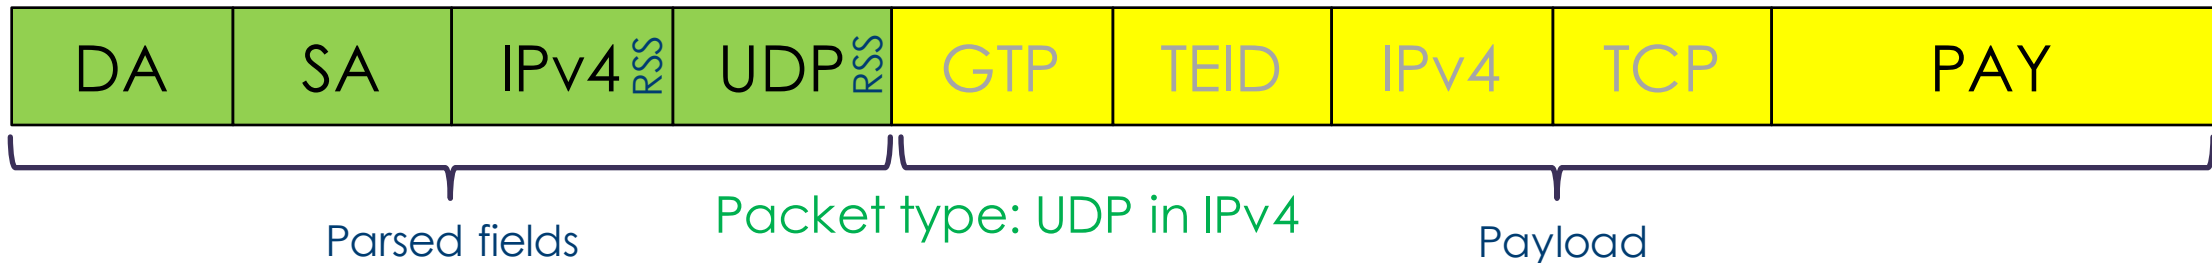 DA SA IPv4 RSS UDP RSS GTP TEID IPv4 TCP PAY
Packet type: UDP in IPv4
Parsed fields Payload